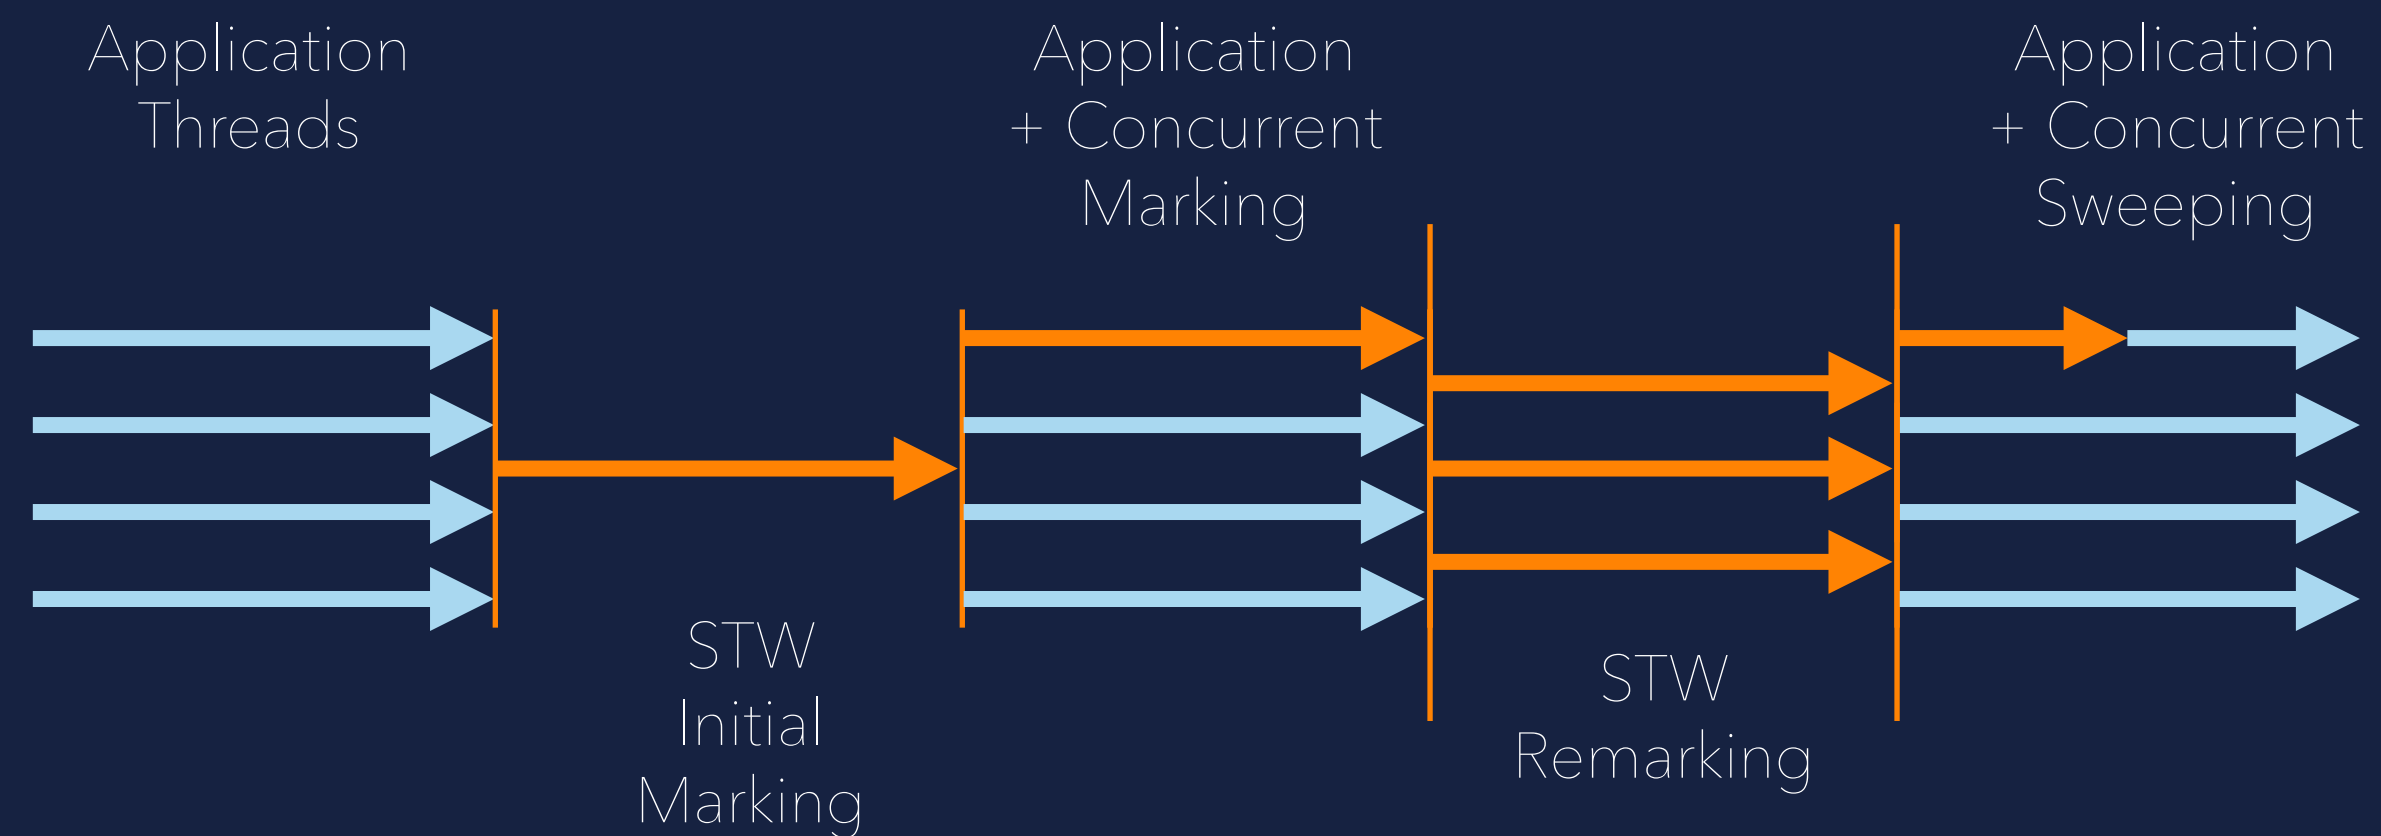 Application
Threads
STW
Initial
Marking
Application
+ Concurrent
Marking
STW
Remarking
Application
+ Concurrent
Sweeping